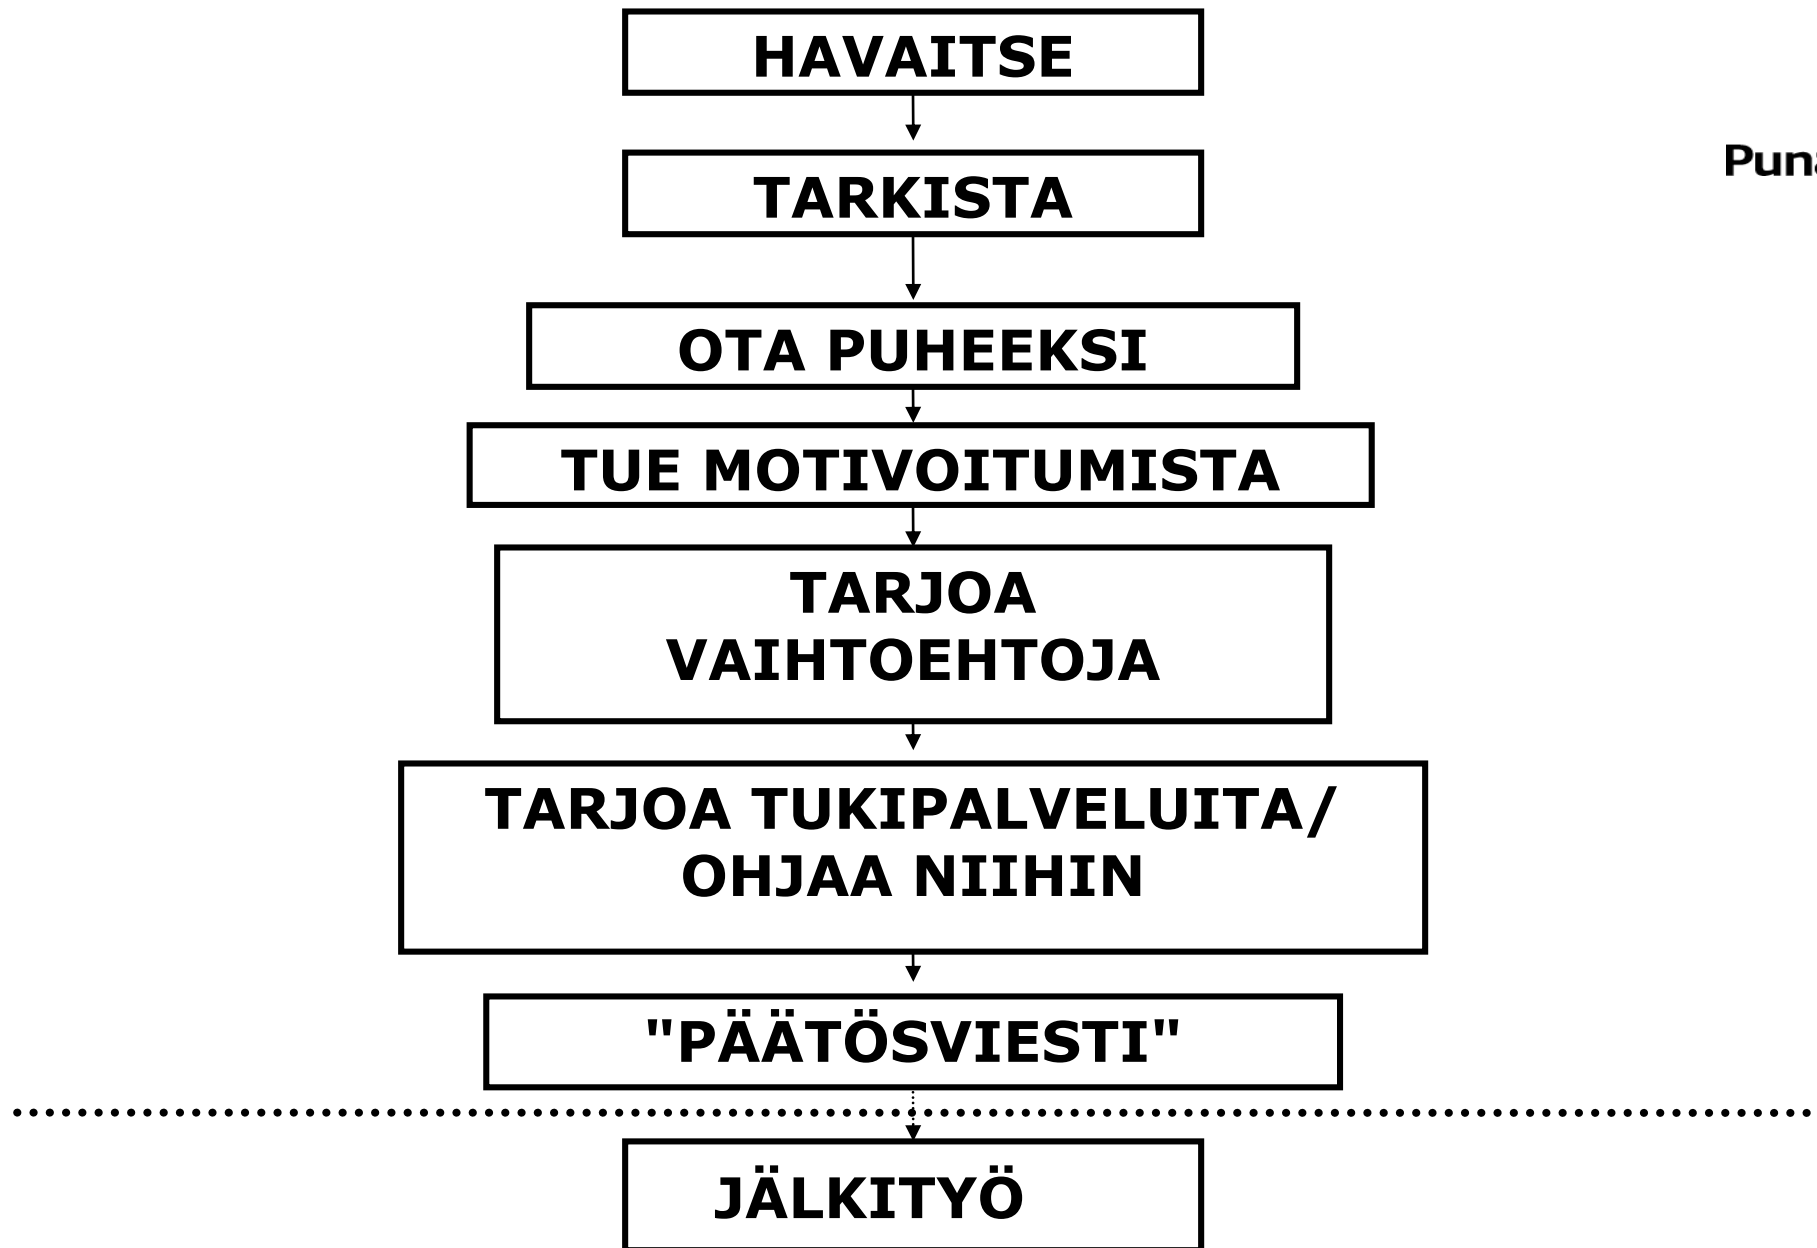 HAVAITSE
TARKISTA
OTA PUHEEKSI
TUE MOTIVOITUMISTA
TARJOA
VAIHTOEHTOJA
TARJOA TUKIPALVELUITA/
OHJAA NIIHIN
"PÄÄTÖSVIESTI"
JÄLKITYÖ